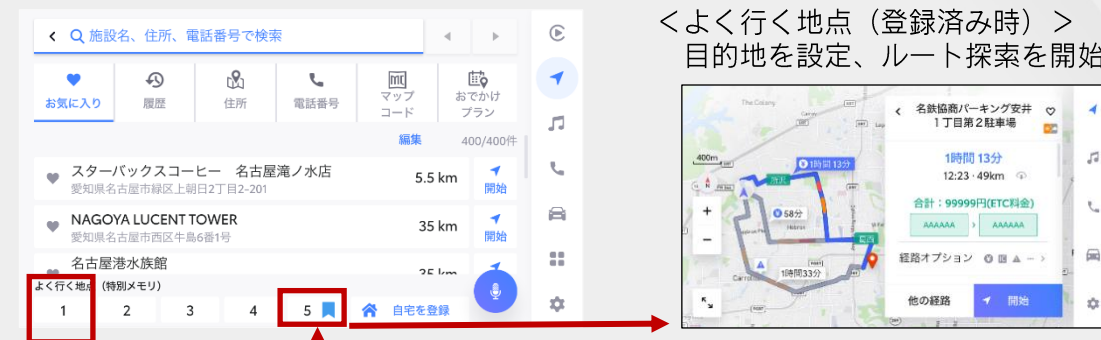 施設名、住所、電話番号で検索
お気に入り
履歴
住所
電話番号
マップ
コード
おでかけ
プラン
編集 400/400件
スターバックスコーヒー 名古屋滝ノ水店
愛知県名古屋市緑区上朝日2丁目2-201
5.5 km
開始
NAGOYA LUCENT TOWER
愛知県名古屋市西区牛島6番1号
35 km
開始
名古屋港水族館
よく行く地点（特別メモリ）
1 2 3 4 5 自宅を登録
＜よく行く地点（登録済み時）＞
目的地を設定、ルート探索を開始
The Colony
400m
1時間 13分
所沢
58分
Hebron
葛西
1時間33分
名鉄協商パーキング安井
1丁目第2駐車場
1時間 13分
12:23・49km
合計：99999円(ETC料金)
AAAAAA > AAAAAA
経路オプション
他の経路
開始